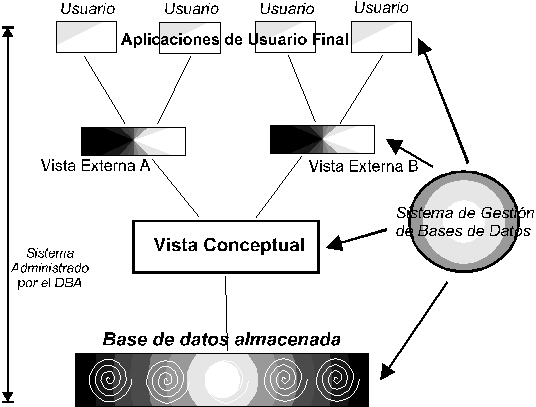 Usuario
Usuario
Usuario
Usuario
Aplicaciones de Usuario Final
Vista Externa A
Vista Externa B
Sistema de Gestión
de Bases de Datos
Vista Conceptual
Sistema
Administrado
por el DBA
Base de datos almacenada